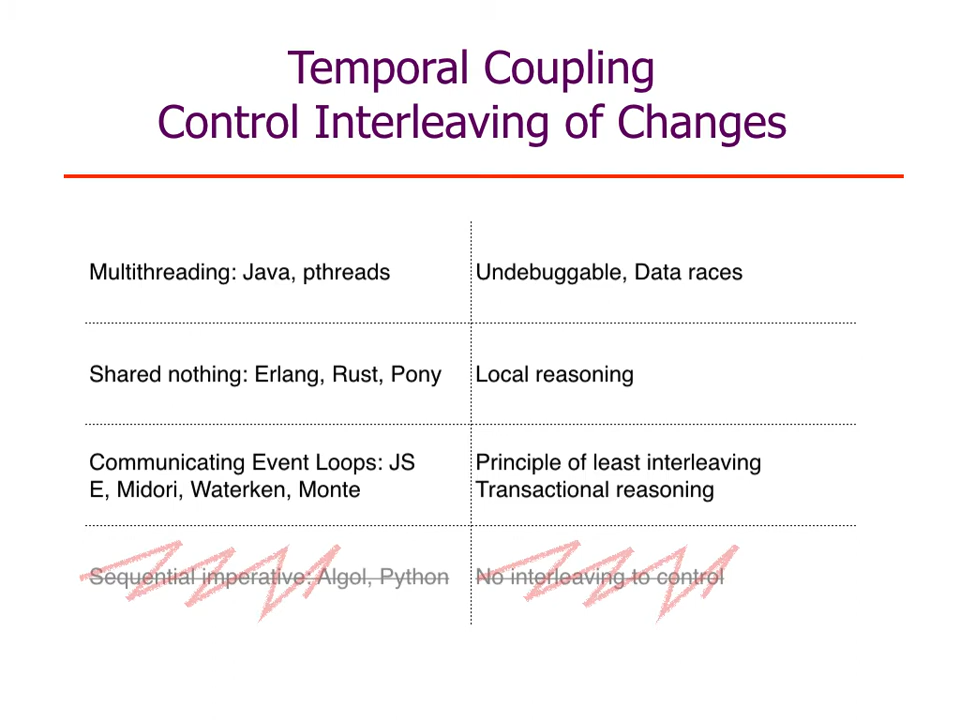 Temporal Coupling
Control Interleaving of Changes
Multithreading: Java, pthreads
Undebuggable, Data races
Shared nothing: Erlang, Rust, Pony
Local reasoning
Communicating Event Loops: JS
E, Midori, Waterken, Monte
Principle of least interleaving
Transactional reasoning
Sequential imperative: Algol, Python
No interleaving to control